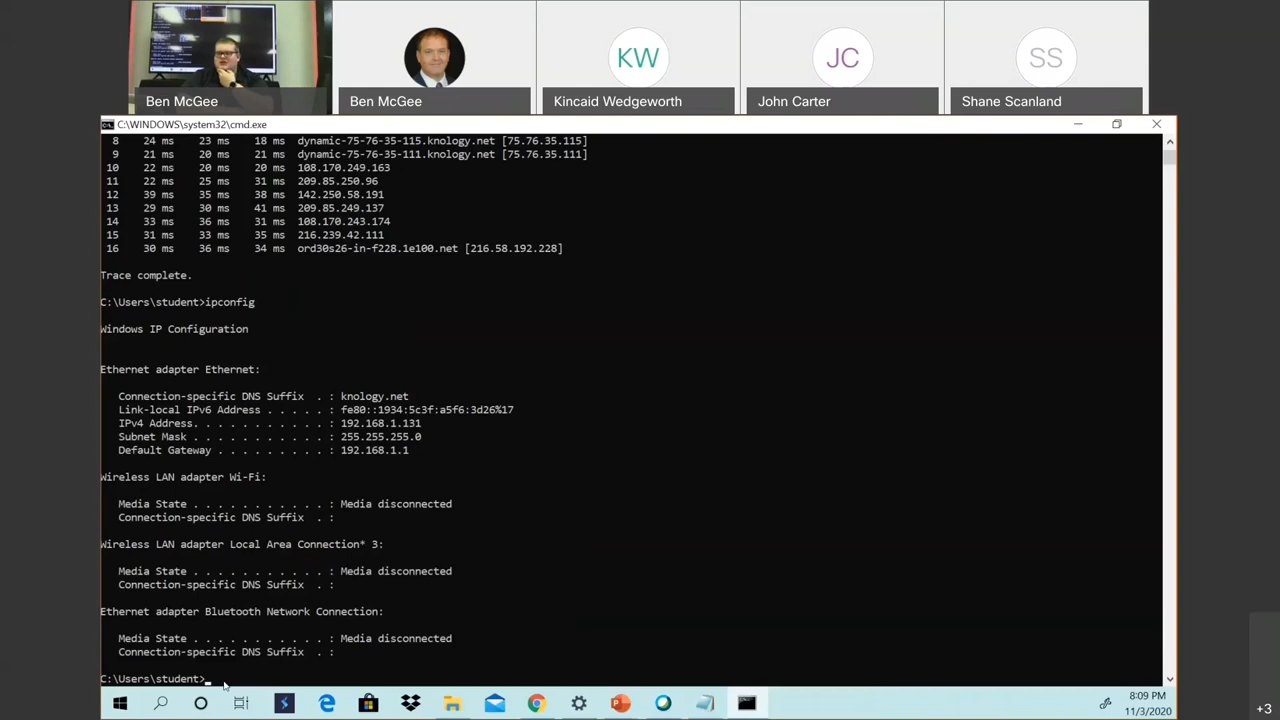 Ben McGee
Ben McGee
KW
Kincaid Wedgeworth
JC
John Carter
SS
Shane Scanland
C:\WINDOWS\system32\cmd.exe
8 24 ms 23 ms 18 ms dynamic-75-76-35-115.knology.net [75.76.35.115]
9 21 ms 20 ms 21 ms dynamic-75-76-35-111.knology.net [75.76.35.111]
10 22 ms 20 ms 20 ms 108.170.249.163
11 22 ms 25 ms 31 ms 209.85.250.96
12 39 ms 35 ms 38 ms 142.250.58.191
13 29 ms 30 ms 41 ms 209.85.249.137
14 33 ms 36 ms 31 ms 108.170.243.174
15 31 ms 33 ms 35 ms 216.239.42.111
16 30 ms 36 ms 34 ms ord30s26-in-f228.1e100.net [216.58.192.228]
Trace complete.
C:\Users\student>ipconfig
Windows IP Configuration
Ethernet adapter Ethernet:
Connection-specific DNS Suffix . : knology.net
Link-local IPv6 Address . . . . . : fe80::1934:5c3f:a5f6:3d26%17
IPv4 Address. . . . . . . . . . . : 192.168.1.131
Subnet Mask . . . . . . . . . . . : 255.255.255.0
Default Gateway . . . . . . . . . : 192.168.1.1
Wireless LAN adapter Wi-Fi:
Media State . . . . . . . . . . . : Media disconnected
Connection-specific DNS Suffix . :
Wireless LAN adapter Local Area Connection* 3:
Media State . . . . . . . . . . . : Media disconnected
Connection-specific DNS Suffix . :
Ethernet adapter Bluetooth Network Connection:
Media State . . . . . . . . . . . : Media disconnected
Connection-specific DNS Suffix . :
C:\Users\student>
8:09 PM
11/3/2020
+3